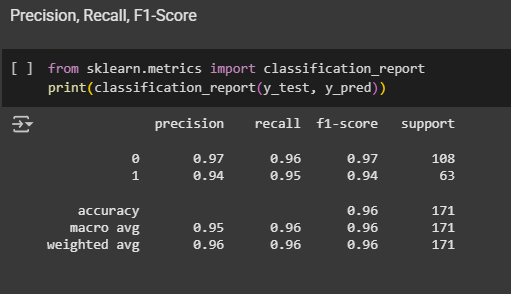 Precision, Recall, F1-Score
[ ] from sklearn.metrics import classification_report
print(classification_report(y_test, y_pred))
precision recall f1-score support
0 0.97 0.96 0.97 108
1 0.94 0.95 0.94 63
accuracy 0.96 171
macro avg 0.95 0.96 0.96 171
weighted avg 0.96 0.96 0.96 171